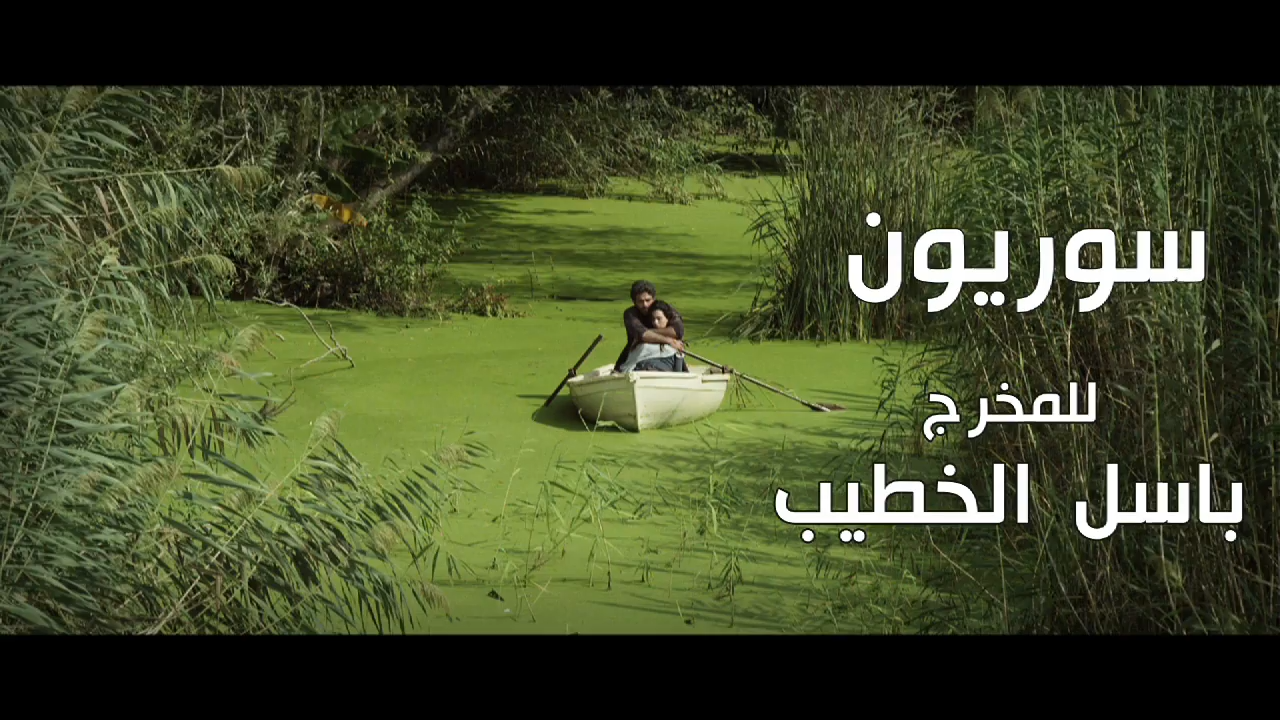 سوريون
للمخرج
باسل الخطيب